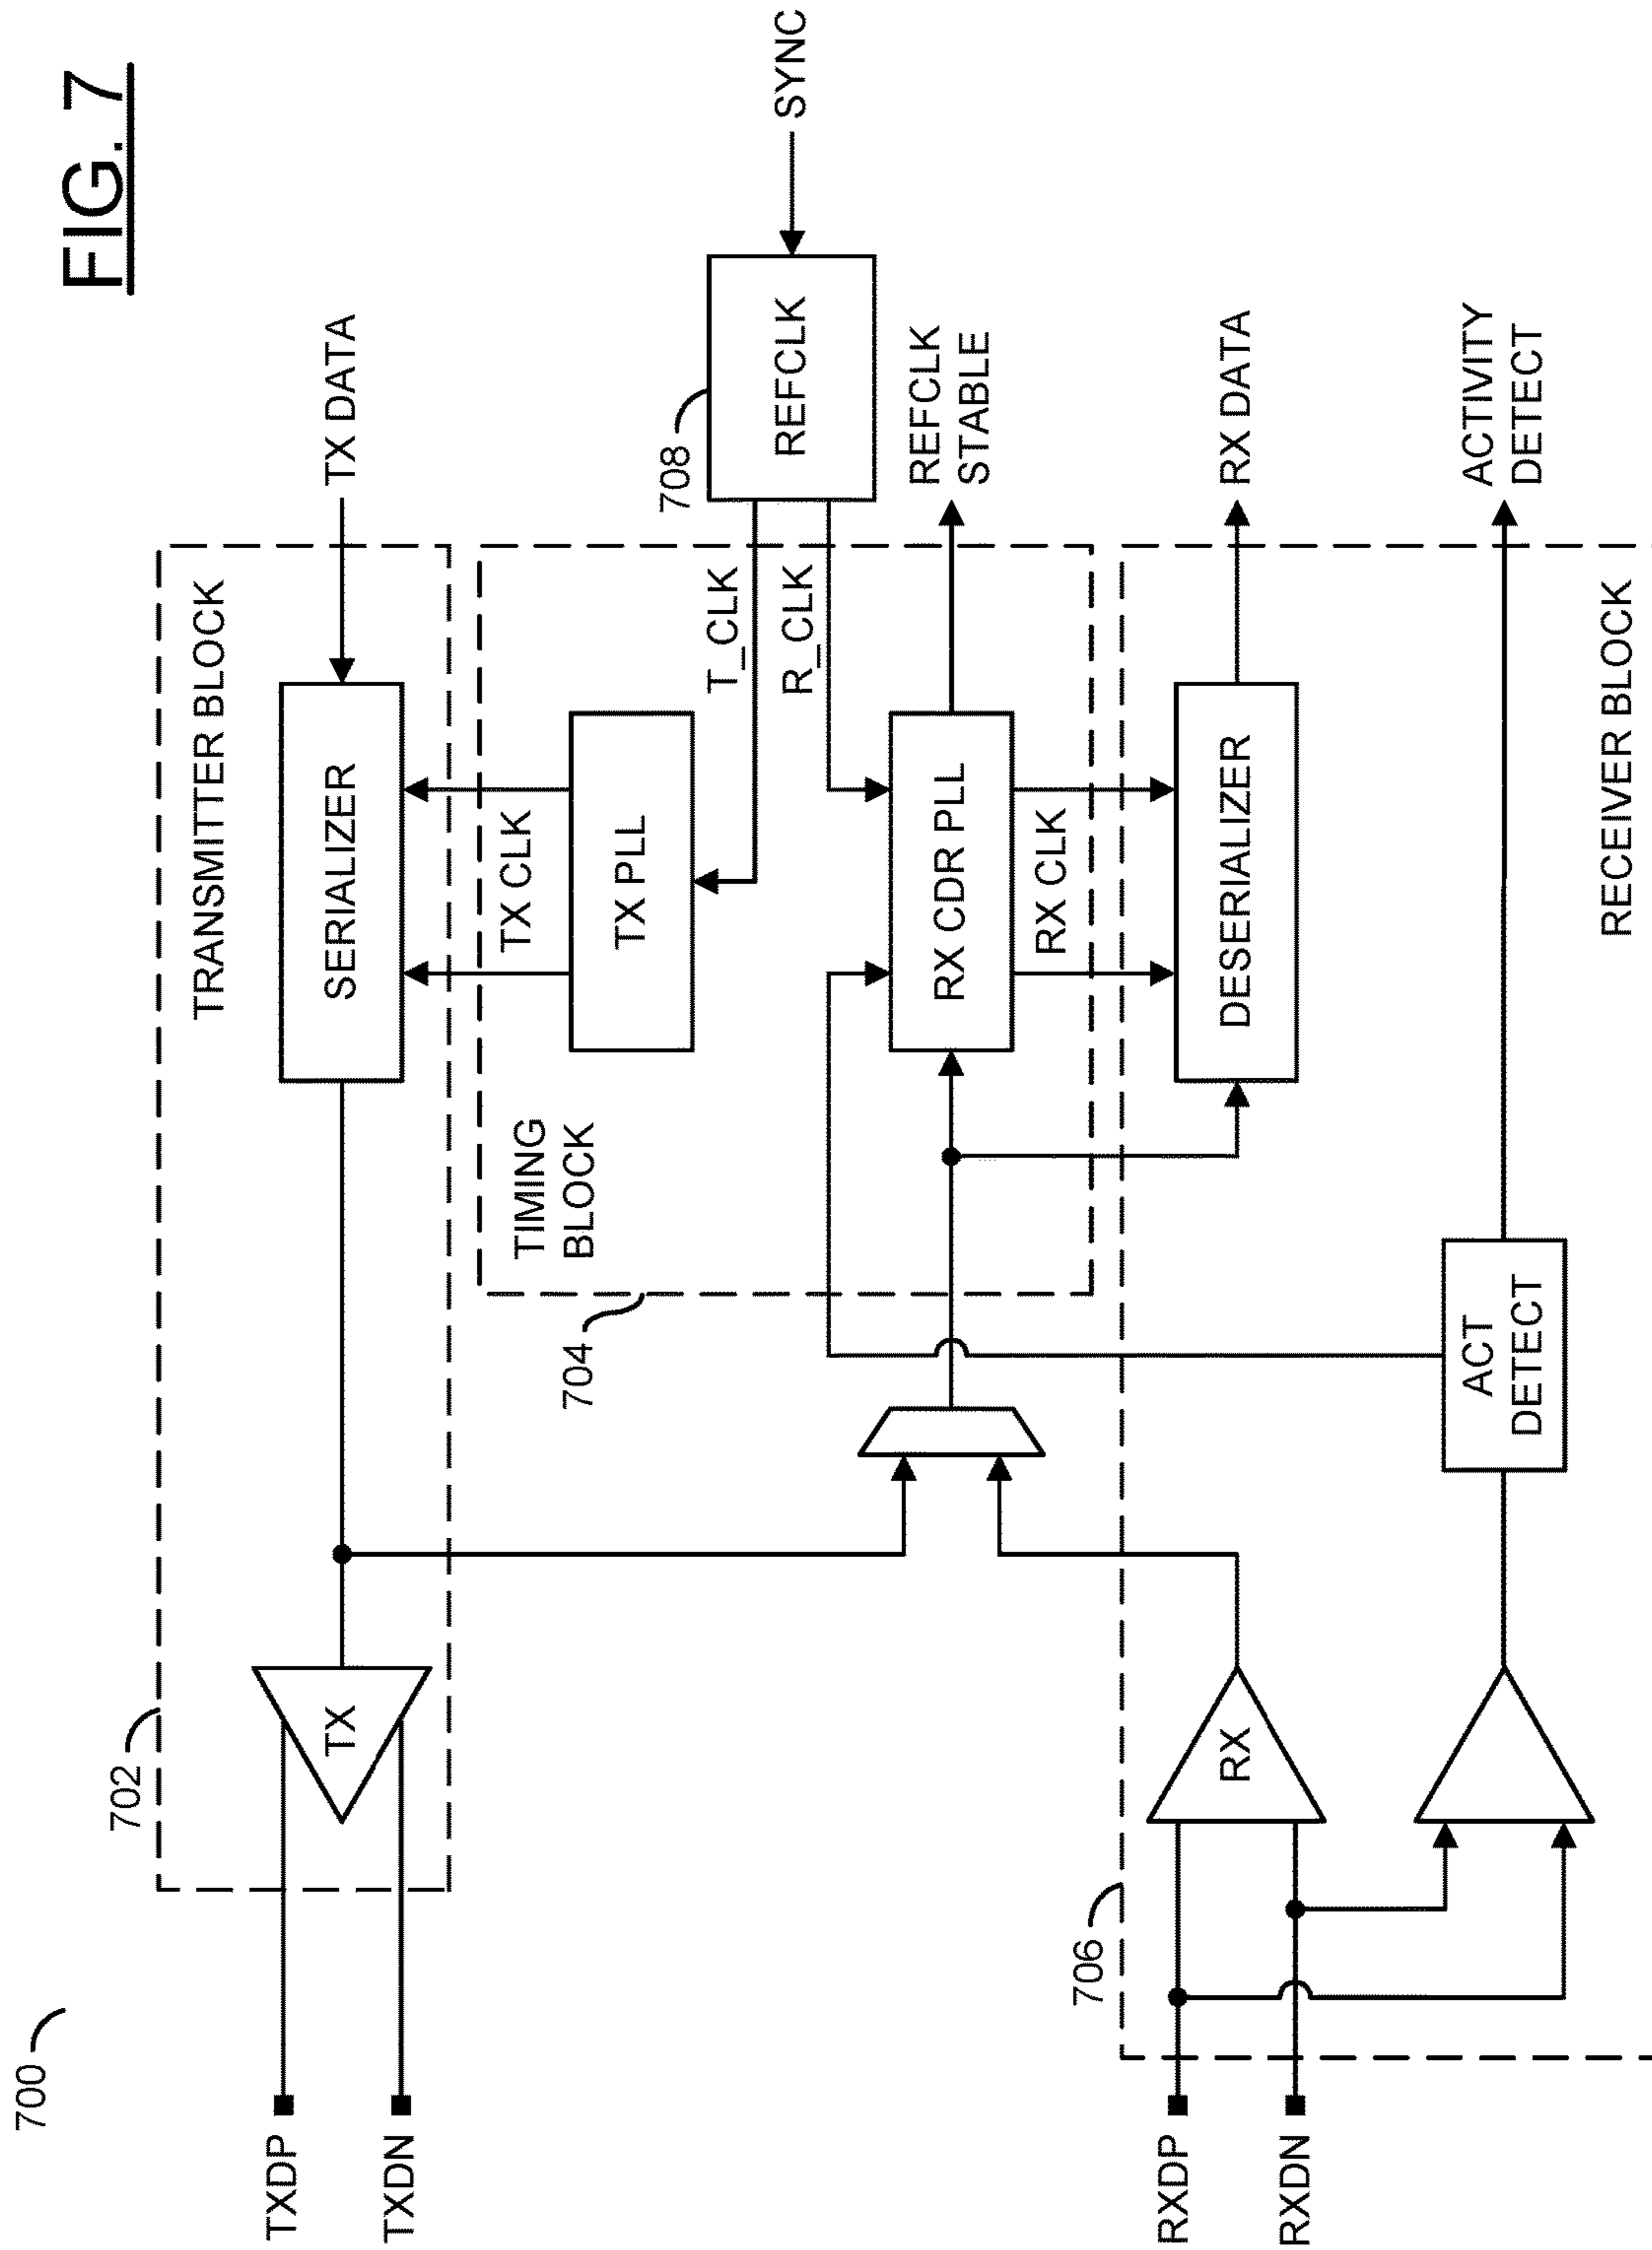 FIG. 7
700
702
TRANSMITTER BLOCK
TXDP
TXDN
TX
SERIALIZER
TX DATA
TX CLK
TX PLL
T_CLK
R_CLK
TIMING
BLOCK
704
708
REFCLK
SYNC
RX CDR PLL
REFCLK
STABLE
RX CLK
706
RXDP
RXDN
RX
DESERIALIZER
RX DATA
ACT
DETECT
ACTIVITY
DETECT
RECEIVER BLOCK